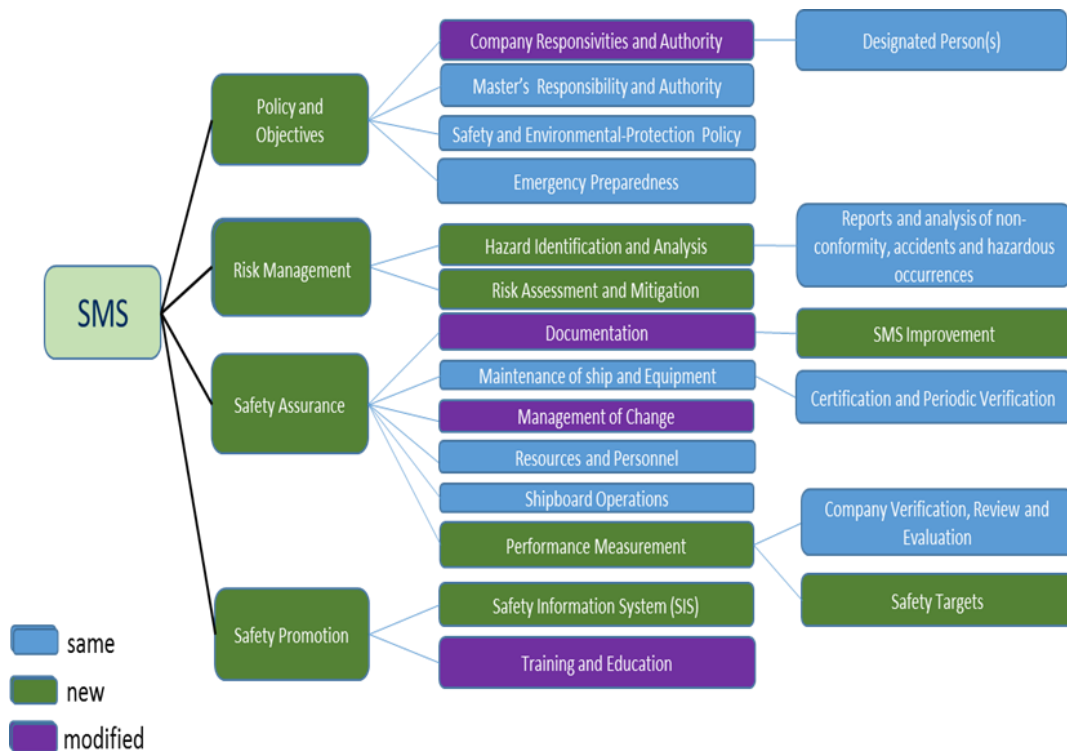 Company Responsivities and Authority
Designated Person(s)
Policy and
Objectives
Master's Responsibility and Authority
Safety and Environmental-Protection Policy
Emergency Preparedness
Risk Management
Hazard Identification and Analysis
Reports and analysis of non-
conformity, accidents and hazardous
occurrences
Risk Assessment and Mitigation
SMS
Safety Assurance
Documentation
SMS Improvement
Maintenance of ship and Equipment
Certification and Periodic Verification
Management of Change
Resources and Personnel
Shipboard Operations
Performance Measurement
Company Verification, Review and
Evaluation
Safety Targets
Safety Promotion
Safety Information System (SIS)
Training and Education
same
new
modified